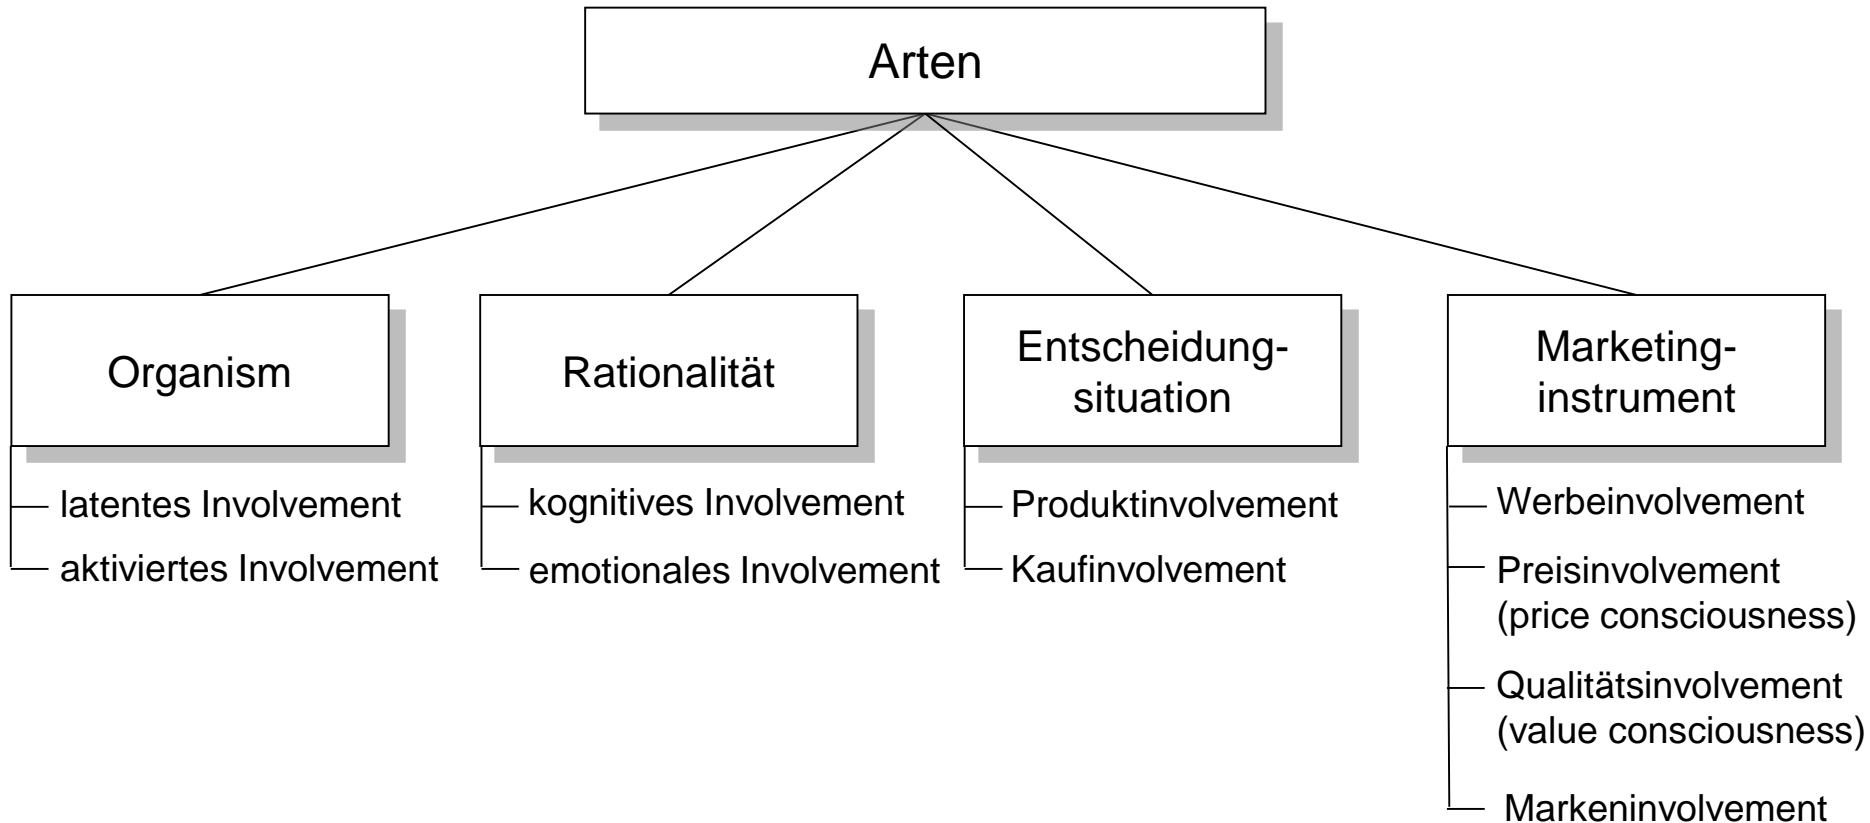 Arten
Organism
latentes Involvement
aktiviertes Involvement
Rationalität
kognitives Involvement
emotionales Involvement
Entscheidung-
situation
Produktinvolvement
Kaufinvolvement
Marketing-
instrument
Werbeinvolvement
Preisinvolvement
(price consciousness)
Qualitätsinvolvement
(value consciousness)
Markeninvolvement